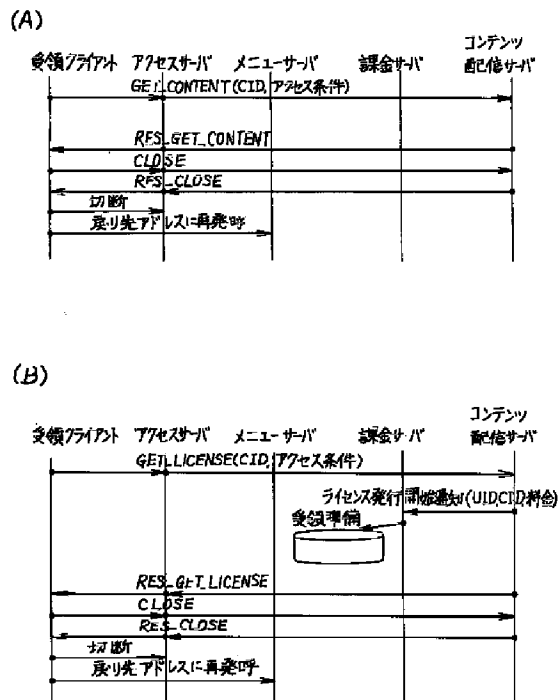 (A)
コンテンツ
受領クライアント アクセスサーバ メニューサーバ 課金サーバ 配信サーバ
GET_CONTENT(CID,アクセス条件)
RES_GET_CONTENT
CLOSE
RES_CLOSE
切断
戻り先アドレスに再発呼
(B)
コンテンツ
受領クライアント アクセスサーバ メニューサーバ 課金サーバ 配信サーバ
GET_LICENSE(CID,アクセス条件)
ライセンス発行開始通知(UID,CID,料金)
受領準備
RES_GET_LICENSE
CLOSE
RES_CLOSE
切断
戻り先アドレスに再発呼